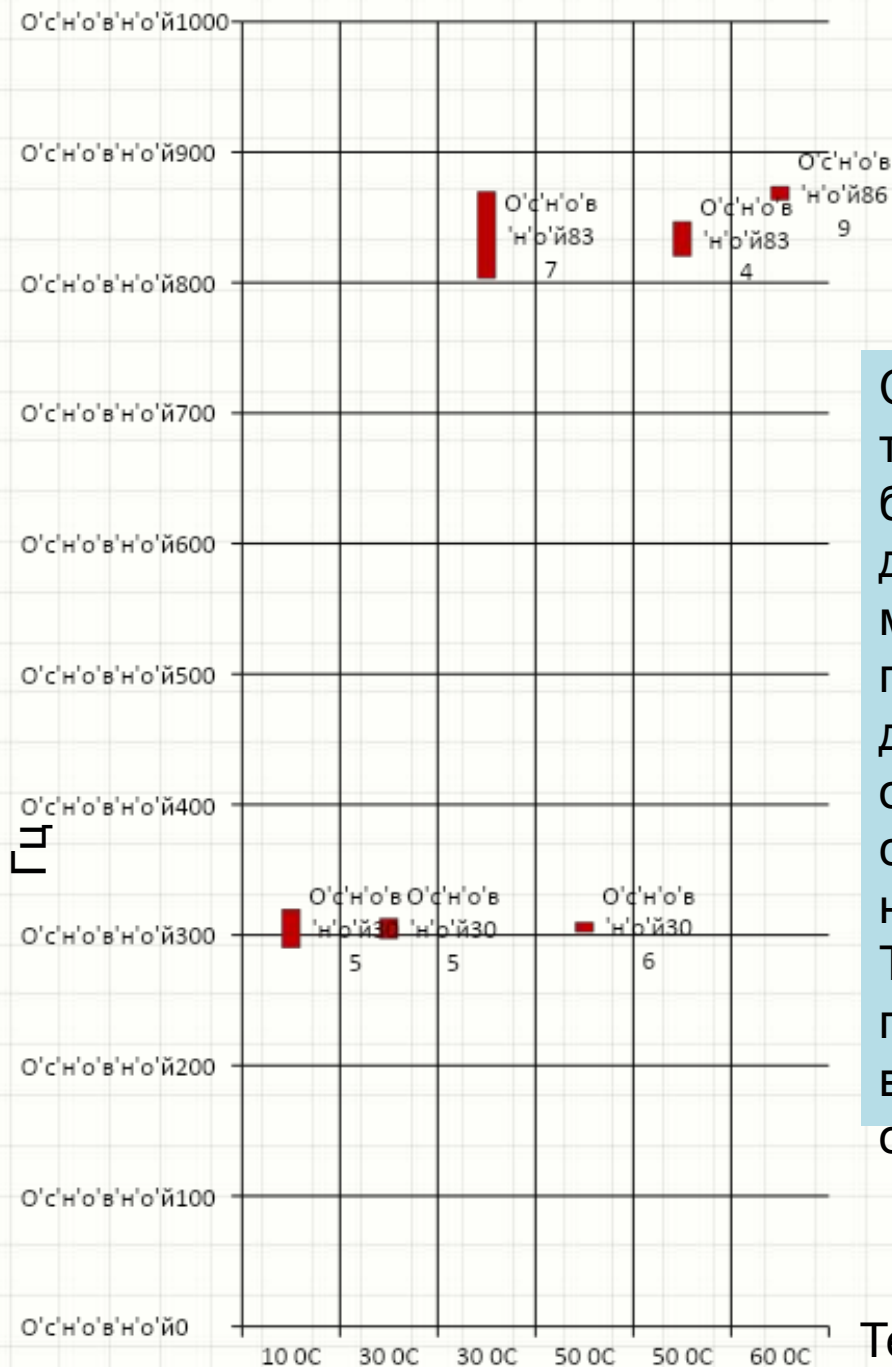 О'с'н'о'в'н'о'й1000
О'с'н'о'в'н'о'й900
О'с'н'о'в'н'о'й800
О'с'н'о'в'н'о'й700
О'с'н'о'в'н'о'й600
О'с'н'о'в'н'о'й500
О'с'н'о'в'н'о'й400
О'с'н'о'в'н'о'й300
О'с'н'о'в'н'о'й200
О'с'н'о'в'н'о'й100
О'с'н'о'в'н'о'й0
Гц
О'с'н'о'в
'н'о'й30
5
О'с'н'о'в
'н'о'й30
5
О'с'н'о'в
'н'о'й83
7
О'с'н'о'в
'н'о'й30
6
О'с'н'о'в
'н'о'й83
4
О'с'н'о'в
'н'о'й86
9
10 0C 30 0C 30 0C 50 0C 50 0C 60 0C